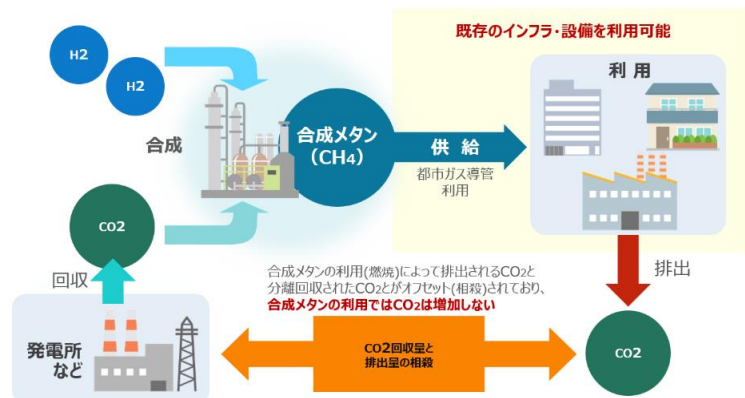 既存のインフラ・設備を利用可能
H2
H2
利 用
合成
合成メタン
（CH4）
供 給
都市ガス導管
利用
CO2
回収
排出
合成メタンの利用(燃焼)によって排出されるCO2と
分離回収されたCO2とがオフセット(相殺)されており、
合成メタンの利用ではCO2は増加しない
発電所
など
CO2回収量と
排出量の相殺
CO2